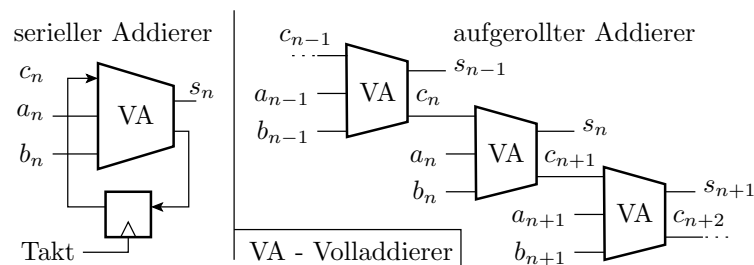 serieller Addierer
c_n
a_n
b_n
VA
s_n
Takt
aufgerollter Addierer
c_{n−1}
a_{n−1}
b_{n−1}
VA
s_{n−1}
c_n
a_n
b_n
VA
s_n
c_{n+1}
a_{n+1}
b_{n+1}
VA
s_{n+1}
c_{n+2}
VA - Volladdierer